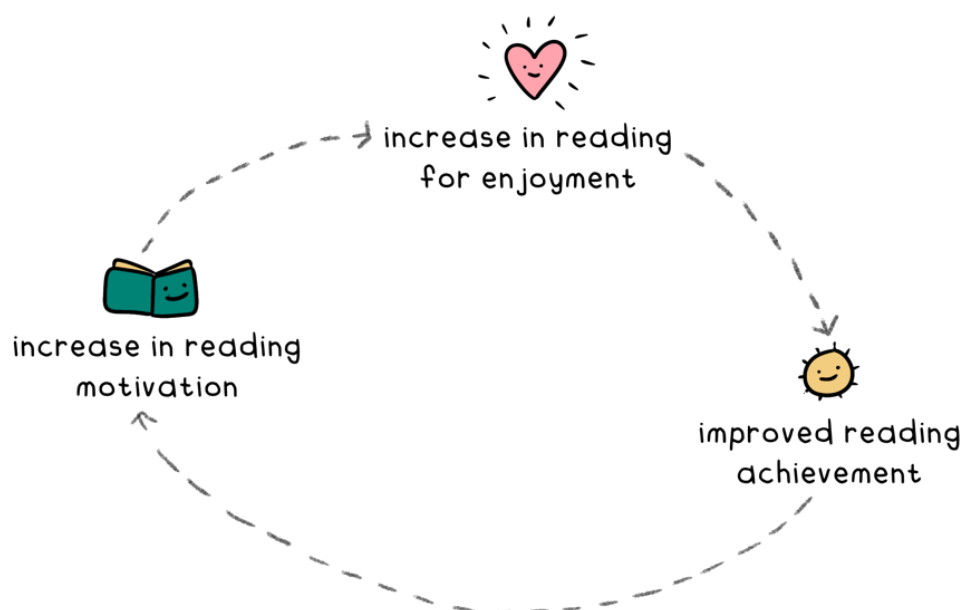 increase in reading
for enjoyment
increase in reading
motivation
improved reading
achievement